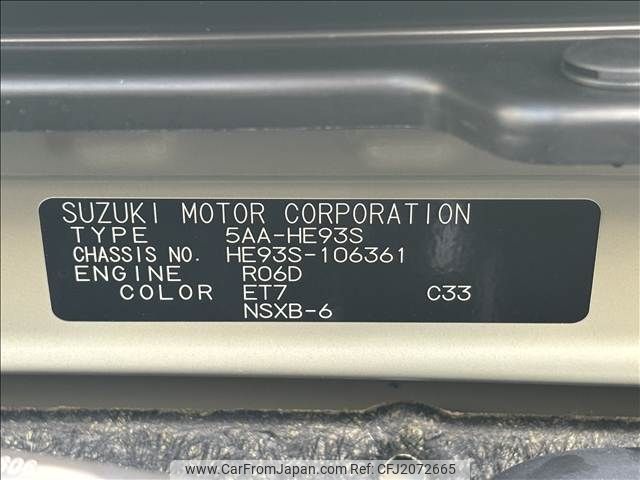 SUZUKI MOTOR CORPORATION
TYPE 5AA-HE93S
CHASSIS NO. HE93S-106361
ENGINE R06D
COLOR ET7 C33
NSXB-6
www.CarFromJapan.com - CFJ2072665